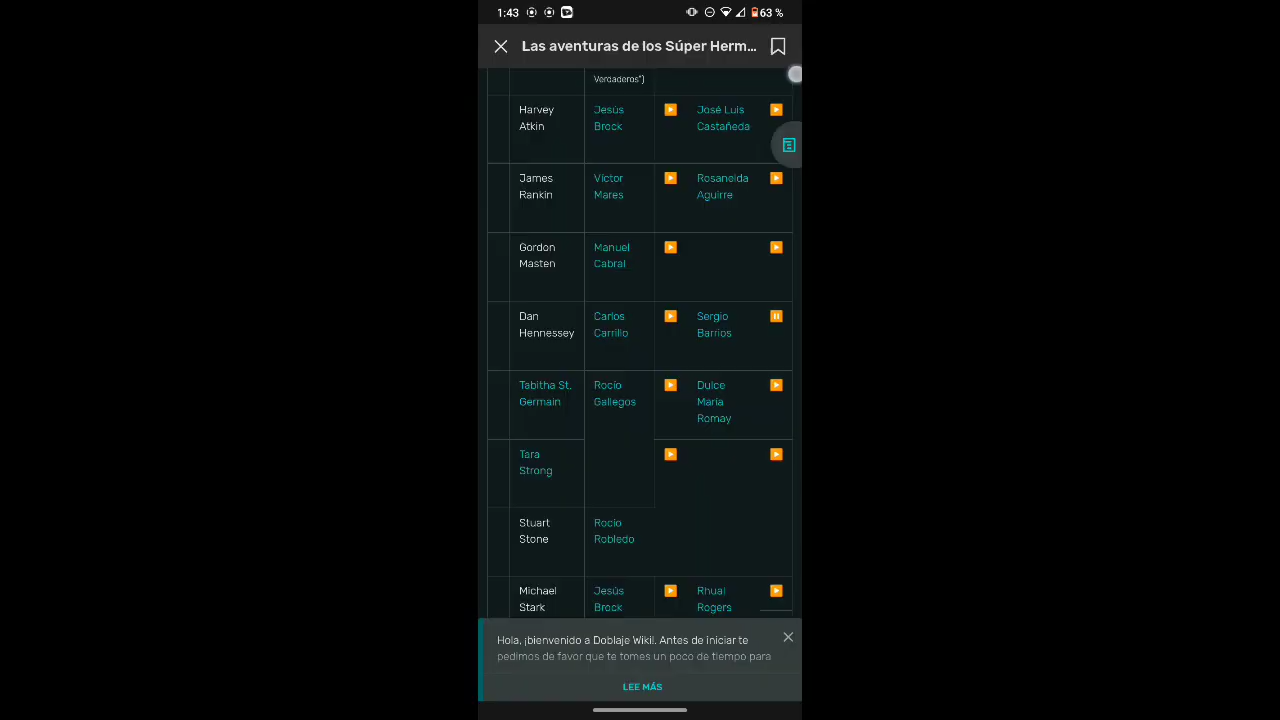 1:43 63 %
Las aventuras de los Súper Herm...
Verdaderos")
Harvey Jesús José Luis
Atkin Brock Castañeda
James Víctor Rosanelda
Rankin Mares Aguirre
Gordon Manuel
Masten Cabral
Dan Carlos Sergio
Hennessey Carrillo Barrios
Tabitha St. Rocío Dulce
Germain Gallegos María
Romay
Tara
Strong
Stuart Rocío
Stone Robledo
Michael Jesús Rhual
Stark Brock Rogers
Hola, ¡bienvenido a Doblaje Wiki!. Antes de iniciar te
pedimos de favor que te tomes un poco de tiempo para
LEE MÁS